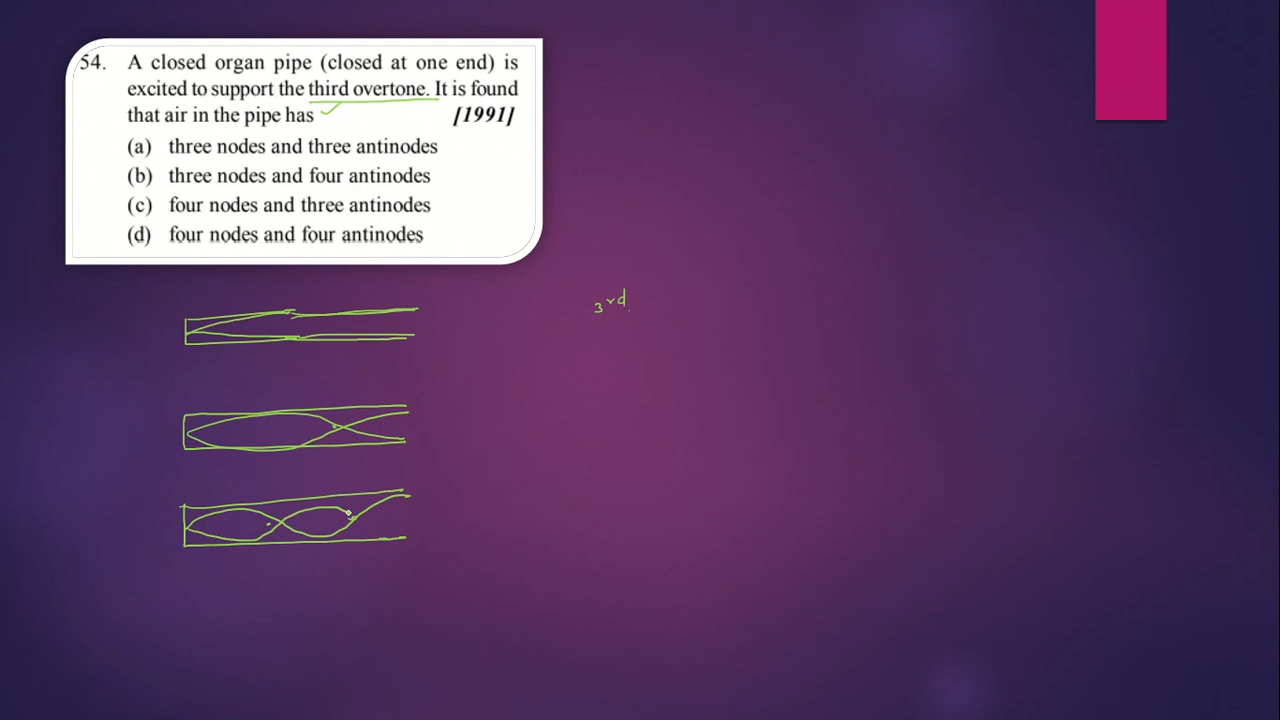 54. A closed organ pipe (closed at one end) is
excited to support the third overtone. It is found
that air in the pipe has [1991]
(a) three nodes and three antinodes
(b) three nodes and four antinodes
(c) four nodes and three antinodes
(d) four nodes and four antinodes
3rd.